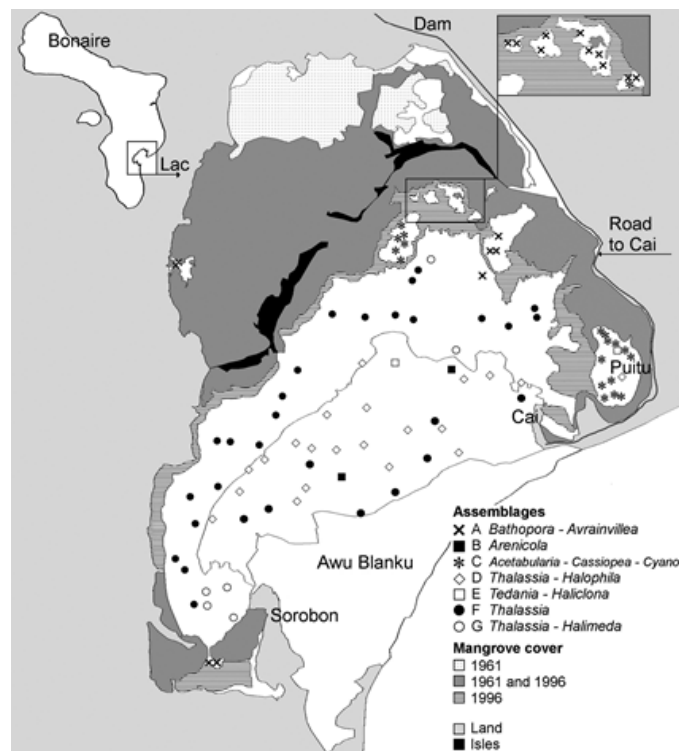 Bonaire
Dam
Lac
Road
to Cai
Puitu
Cai
Awu Blanku
Sorobon
Assemblages
A Bathopora - Avrainvillea
B Arenicola
C Acetabularia - Cassiopea - Cyano
D Thalassia - Halophila
E Tedania - Haliclona
F Thalassia
G Thalassia - Halimeda
Mangrove cover
1961
1961 and 1996
1996
Land
Isles